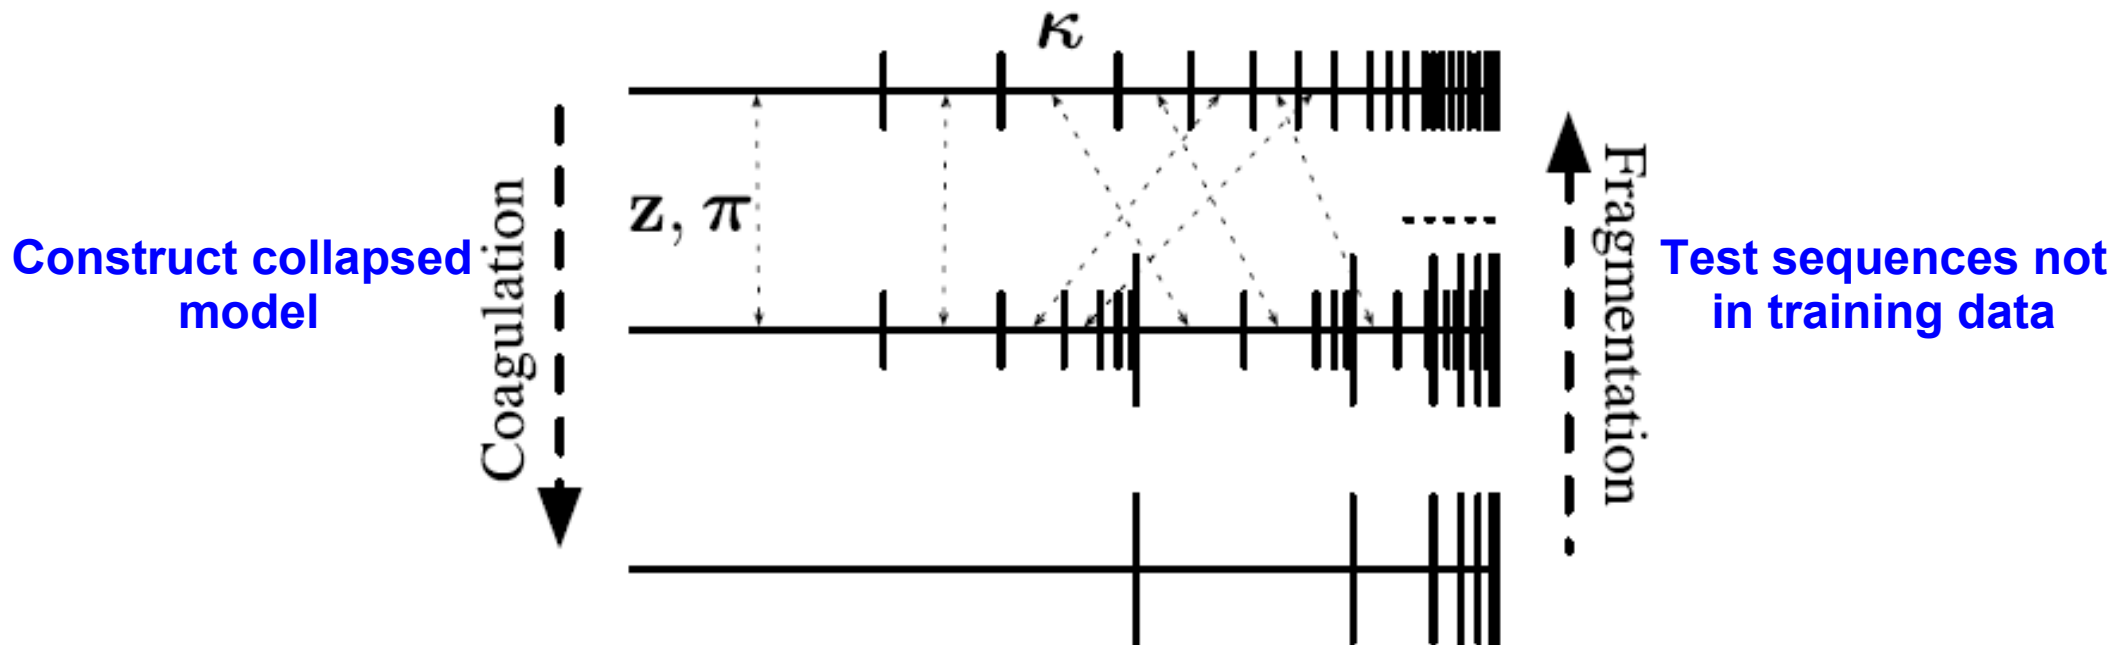 κ
z, π
Coagulation
Construct collapsed
model
Fragmentation
Test sequences not
in training data